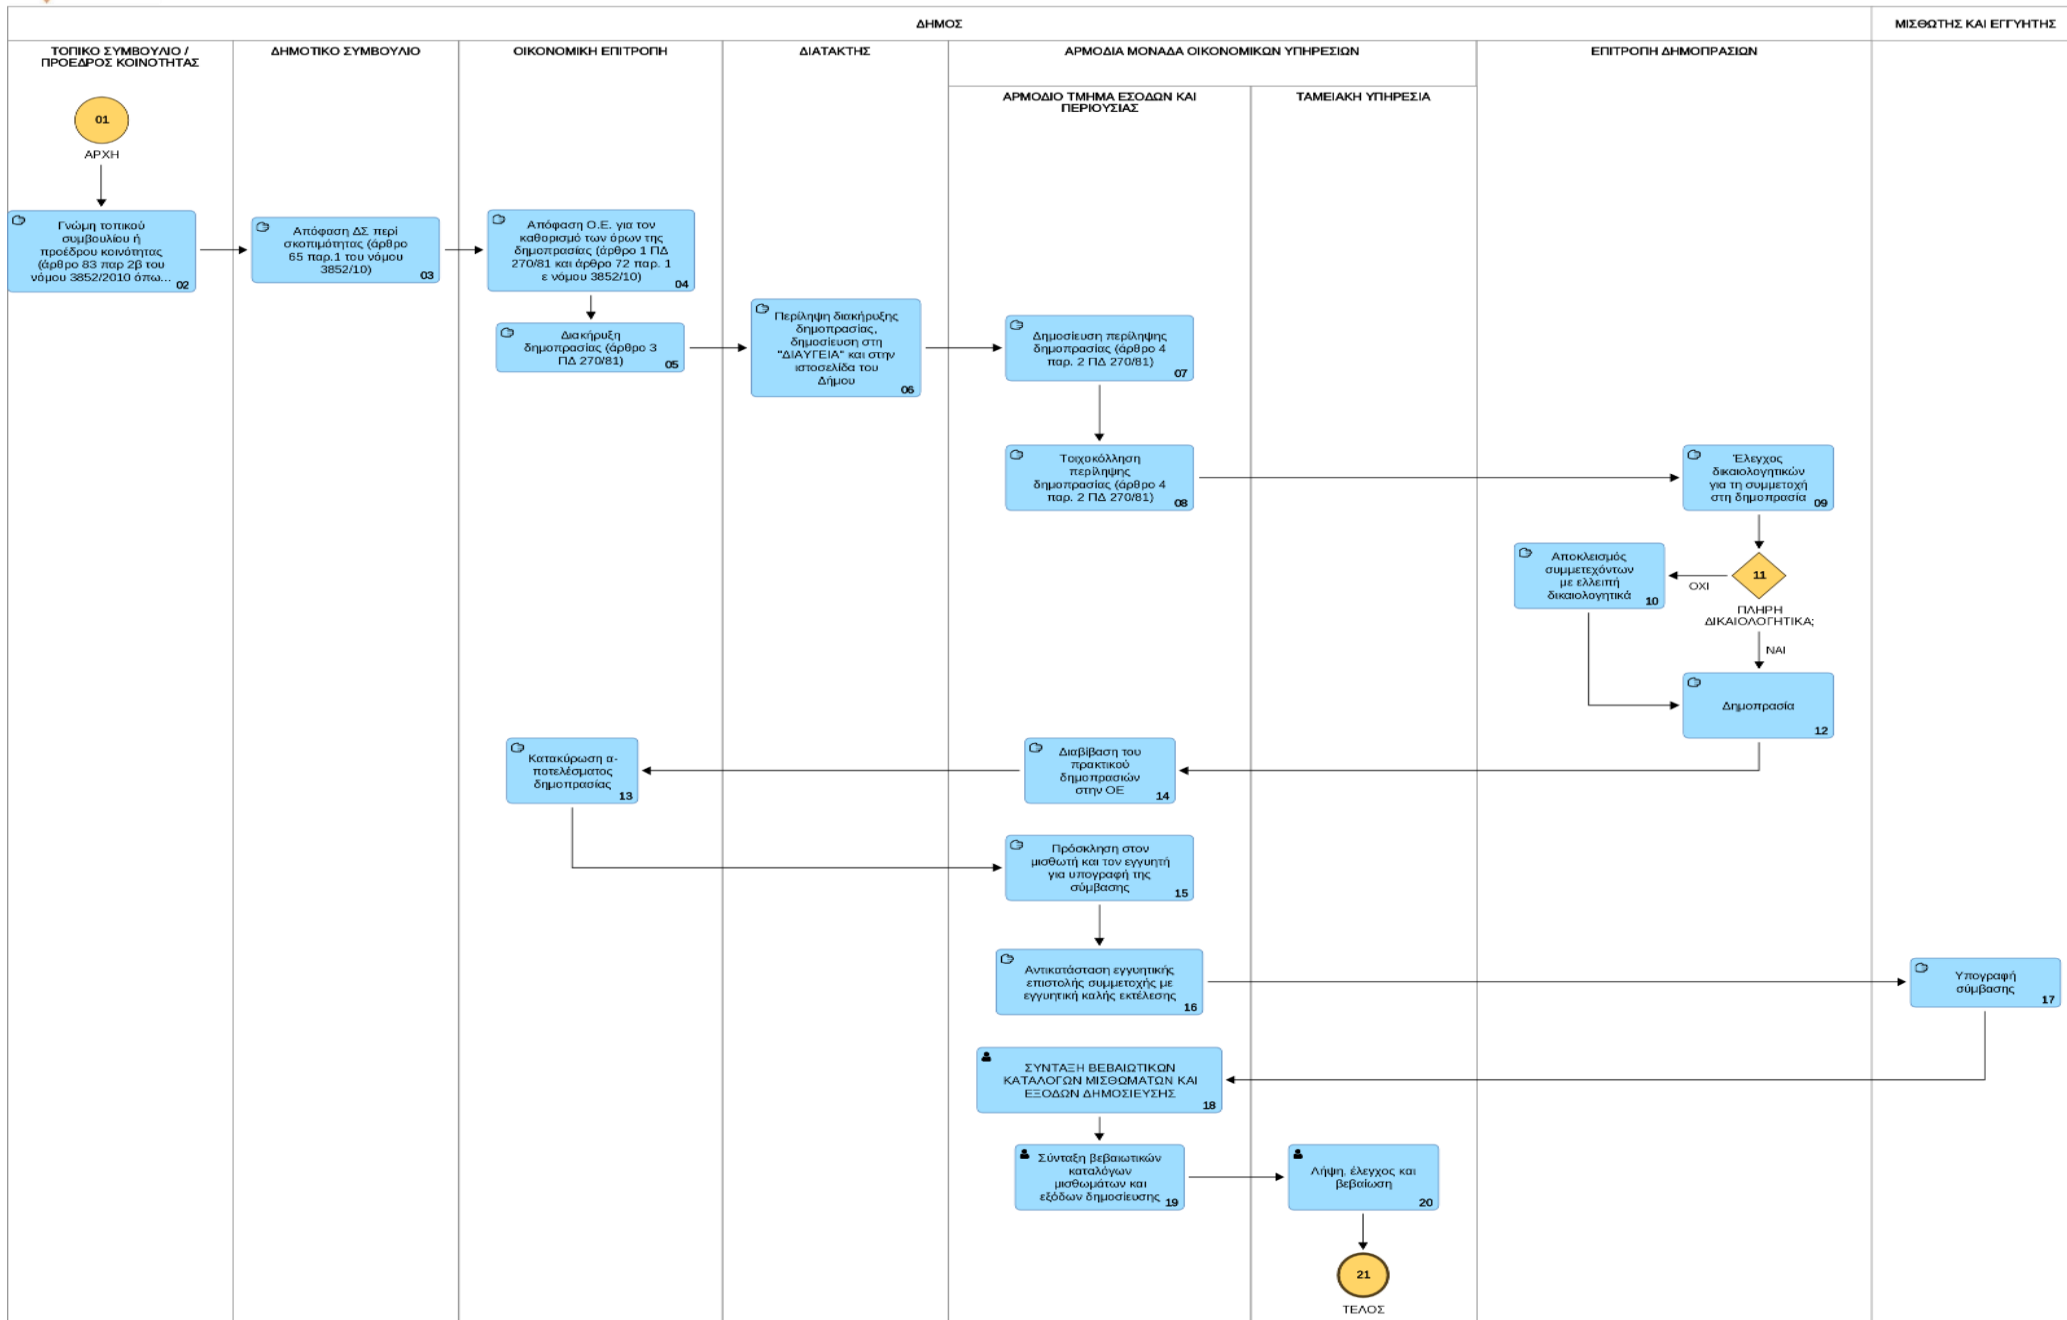 ΔΗΜΟΣ
ΜΙΣΘΩΤΗΣ ΚΑΙ ΕΓΓΥΗΤΗΣ
ΤΟΠΙΚΟ ΣΥΜΒΟΥΛΙΟ /
ΠΡΟΕΔΡΟΣ ΚΟΙΝΟΤΗΤΑΣ
ΔΗΜΟΤΙΚΟ ΣΥΜΒΟΥΛΙΟ
ΟΙΚΟΝΟΜΙΚΗ ΕΠΙΤΡΟΠΗ
ΔΙΑΤΑΚΤΗΣ
ΑΡΜΟΔΙΑ ΜΟΝΑΔΑ ΟΙΚΟΝΟΜΙΚΩΝ ΥΠΗΡΕΣΙΩΝ
ΕΠΙΤΡΟΠΗ ΔΗΜΟΠΡΑΣΙΩΝ
ΑΡΜΟΔΙΟ ΤΜΗΜΑ ΕΣΟΔΩΝ ΚΑΙ
ΠΕΡΙΟΥΣΙΑΣ
ΤΑΜΕΙΑΚΗ ΥΠΗΡΕΣΙΑ
01
ΑΡΧΗ
Γνώμη τοπικού
συμβουλίου ή
προέδρου κοινότητας
(άρθρο 83 παρ 2β του
νόμου 3852/2010 όπω...
02
Απόφαση ΔΣ περί
σκοπιμότητας (άρθρο
65 παρ.1 του νόμου
3852/10)
03
Απόφαση Ο.Ε. για τον
καθορισμό των όρων της
δημοπρασίας (άρθρο 1 ΠΔ
270/81 και άρθρο 72 παρ. 1
ε νόμου 3852/10)
04
Διακήρυξη
δημοπρασίας (άρθρο 3
ΠΔ 270/81)
05
Περίληψη διακήρυξης
δημοπρασίας,
δημοσίευση στη
"ΔΙΑΥΓΕΙΑ" και στην
ιστοσελίδα του
Δήμου
06
Δημοσίευση περίληψης
δημοπρασίας (άρθρο 4
παρ. 2 ΠΔ 270/81)
07
Τοιχοκόλληση
περίληψης
δημοπρασίας (άρθρο 4
παρ. 2 ΠΔ 270/81)
08
Έλεγχος
δικαιολογητικών
για τη συμμετοχή
στη δημοπρασία
09
Αποκλεισμός
συμμετεχόντων
με ελλειπή
δικαιολογητικά
10
ΟΧΙ
11
ΠΛΗΡΗ
ΔΙΚΑΙΟΛΟΓΗΤΙΚΑ;
ΝΑΙ
Δημοπρασία
12
Κατακύρωση α-
ποτελέσματος
δημοπρασίας
13
Διαβίβαση του
πρακτικού
δημοπρασιών
στην ΟΕ
14
Πρόσκληση στον
μισθωτή και τον εγγυητή
για υπογραφή της
σύμβασης
15
Αντικατάσταση εγγυητικής
επιστολής συμμετοχής με
εγγυητική καλής εκτέλεσης
16
Υπογραφή
σύμβασης
17
ΣΥΝΤΑΞΗ ΒΕΒΑΙΩΤΙΚΩΝ
ΚΑΤΑΛΟΓΩΝ ΜΙΣΘΩΜΑΤΩΝ ΚΑΙ
ΕΞΟΔΩΝ ΔΗΜΟΣΙΕΥΣΗΣ
18
Σύνταξη βεβαιωτικών
καταλόγων
μισθωμάτων και
εξόδων δημοσίευσης
19
Λήψη, έλεγχος και
βεβαίωση
20
21
ΤΕΛΟΣ